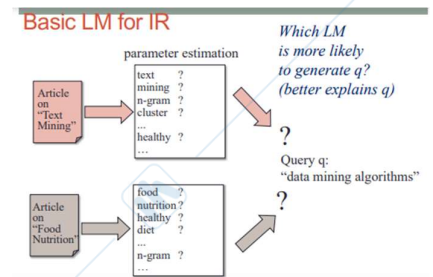 Basic LM for IR
Which LM
is more likely
to generate q?
(better explains q)
parameter estimation
Article
on
"Text
Mining"
text ?
mining ?
n-gram ?
cluster ?
...
healthy ?
...
?
Query q:
"data mining algorithms"
?
Article
on
"Food
Nutrition"
food ?
nutrition ?
healthy ?
diet ?
...
n-gram ?
...